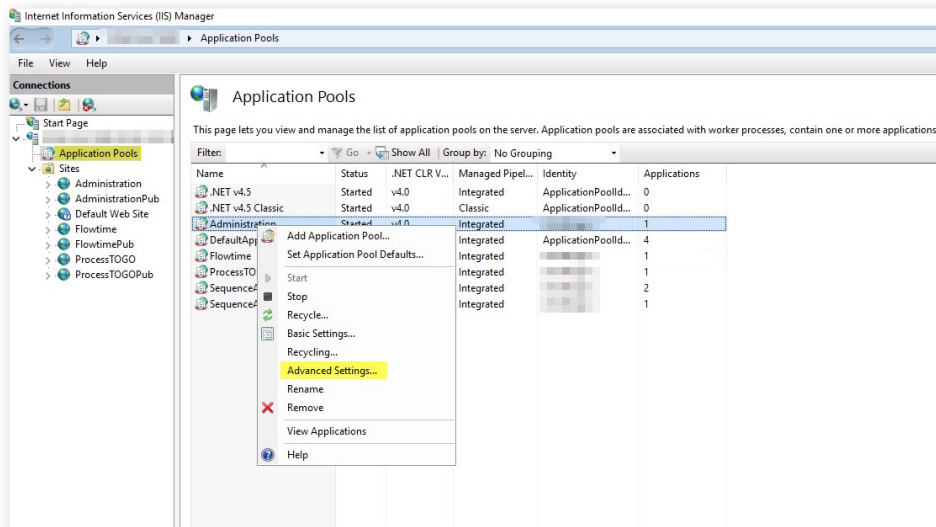 Internet Information Services (IIS) Manager
Application Pools
File View Help
Connections
Start Page
Application Pools
Sites
Administration
AdministrationPub
Default Web Site
Flowtime
FlowtimePub
ProcessTOGO
ProcessTOGOPub
Application Pools
This page lets you view and manage the list of application pools on the server. Application pools are associated with worker processes, contain one or more applications
Filter: Go Show All Group by: No Grouping
Name Status .NET CLR V... Managed Pipel... Identity Applications
.NET v4.5 Started v4.0 Integrated ApplicationPoolId... 0
.NET v4.5 Classic Started v4.0 Classic ApplicationPoolId... 0
Administration Started v4.0 Integrated 1
DefaultApp Integrated ApplicationPoolId... 4
Flowtime Integrated 1
ProcessTO Integrated 1
SequenceA Integrated 2
SequenceA Integrated 1
Add Application Pool...
Set Application Pool Defaults...
Start
Stop
Recycle...
Basic Settings...
Recycling...
Advanced Settings...
Rename
Remove
View Applications
Help